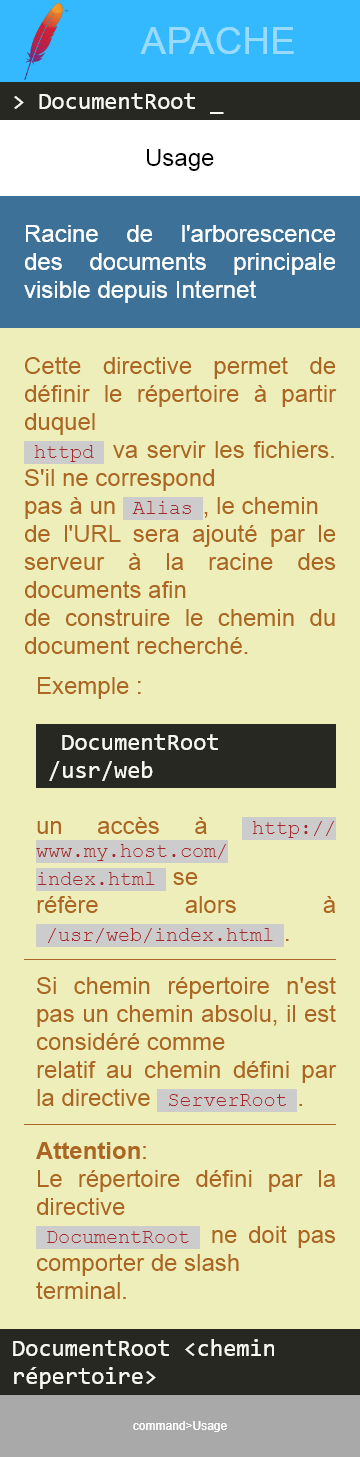 APACHE
> DocumentRoot _
Usage
Racine de l'arborescence
des documents principale
visible depuis Internet
Cette directive permet de
définir le répertoire à partir
duquel
httpd va servir les fichiers.
S'il ne correspond
pas à un Alias , le chemin
de l'URL sera ajouté par le
serveur à la racine des
documents afin
de construire le chemin du
document recherché.
Exemple :
DocumentRoot
/usr/web
un accès à http://
www.my.host.com/
index.html se
réfère alors à
/usr/web/index.html .
Si chemin répertoire n'est
pas un chemin absolu, il est
considéré comme
relatif au chemin défini par
la directive ServerRoot .
Attention:
Le répertoire défini par la
directive
DocumentRoot ne doit pas
comporter de slash
terminal.
DocumentRoot <chemin
répertoire>
command>Usage